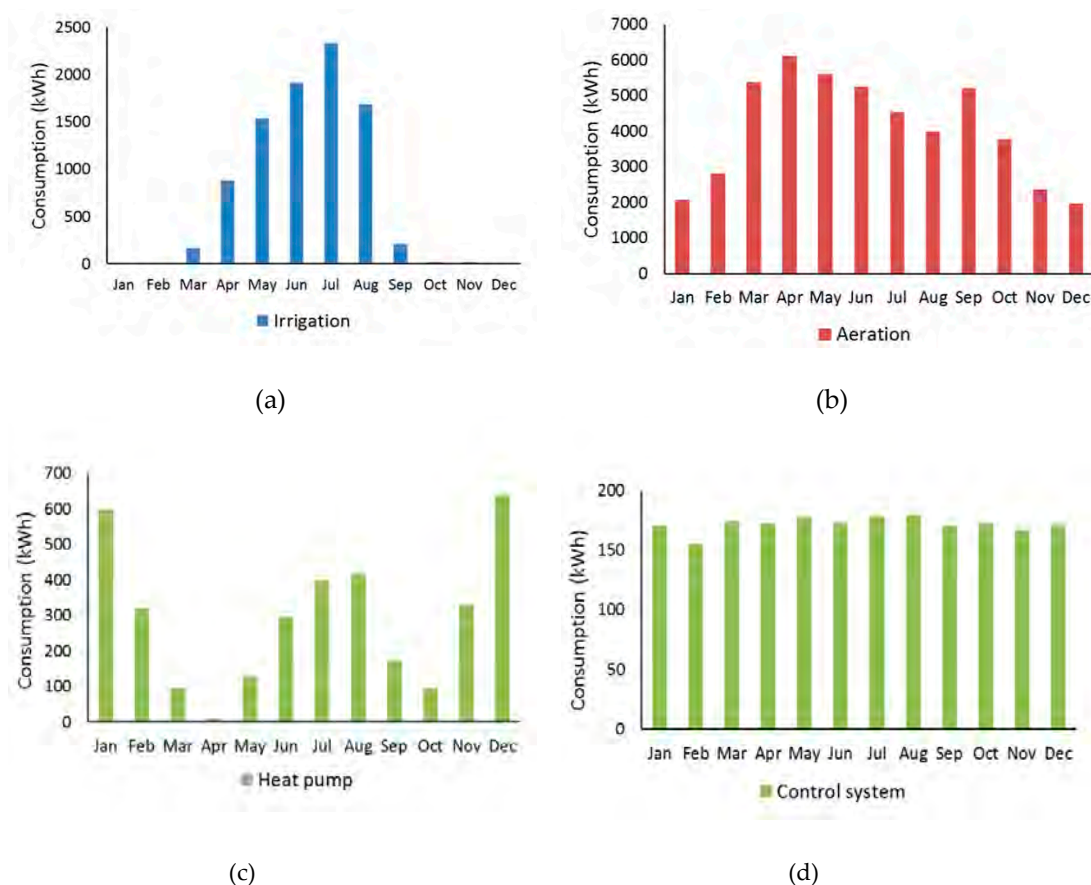 2500
2000
1500
1000
500
0
Consumption (kWh)
Jan Feb Mar Apr May Jun Jul Aug Sep Oct Nov Dec
Irrigation
(a)
7000
6000
5000
4000
3000
2000
1000
0
Consumption (kWh)
Jan Feb Mar Apr May Jun Jul Aug Sep Oct Nov Dec
Aeration
(b)
700
600
500
400
300
200
100
0
Consumption (kWh)
Jan Feb Mar Apr May Jun Jul Aug Sep Oct Nov Dec
Heat pump
(c)
200
150
100
50
0
Consumption (kWh)
Jan Feb Mar Apr May Jun Jul Aug Sep Oct Nov Dec
Control system
(d)